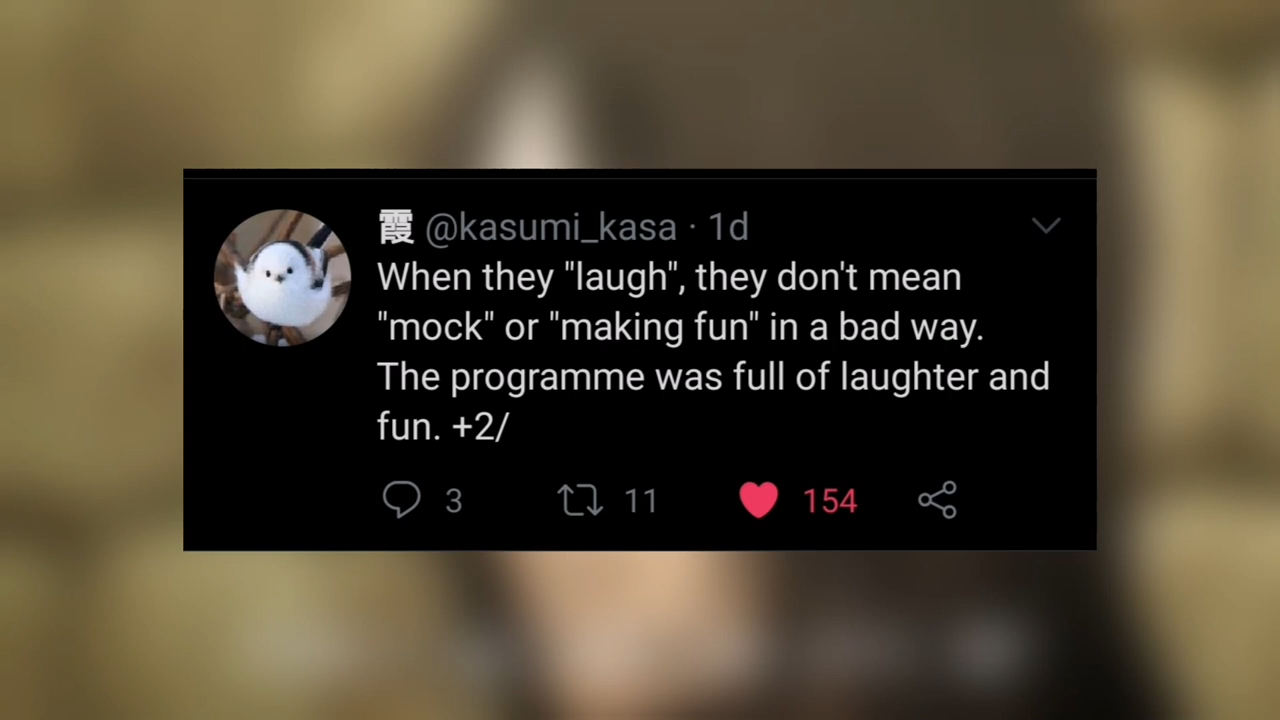 霞 @kasumi_kasa · 1d
When they "laugh", they don't mean
"mock" or "making fun" in a bad way.
The programme was full of laughter and
fun. +2/
3 11 154